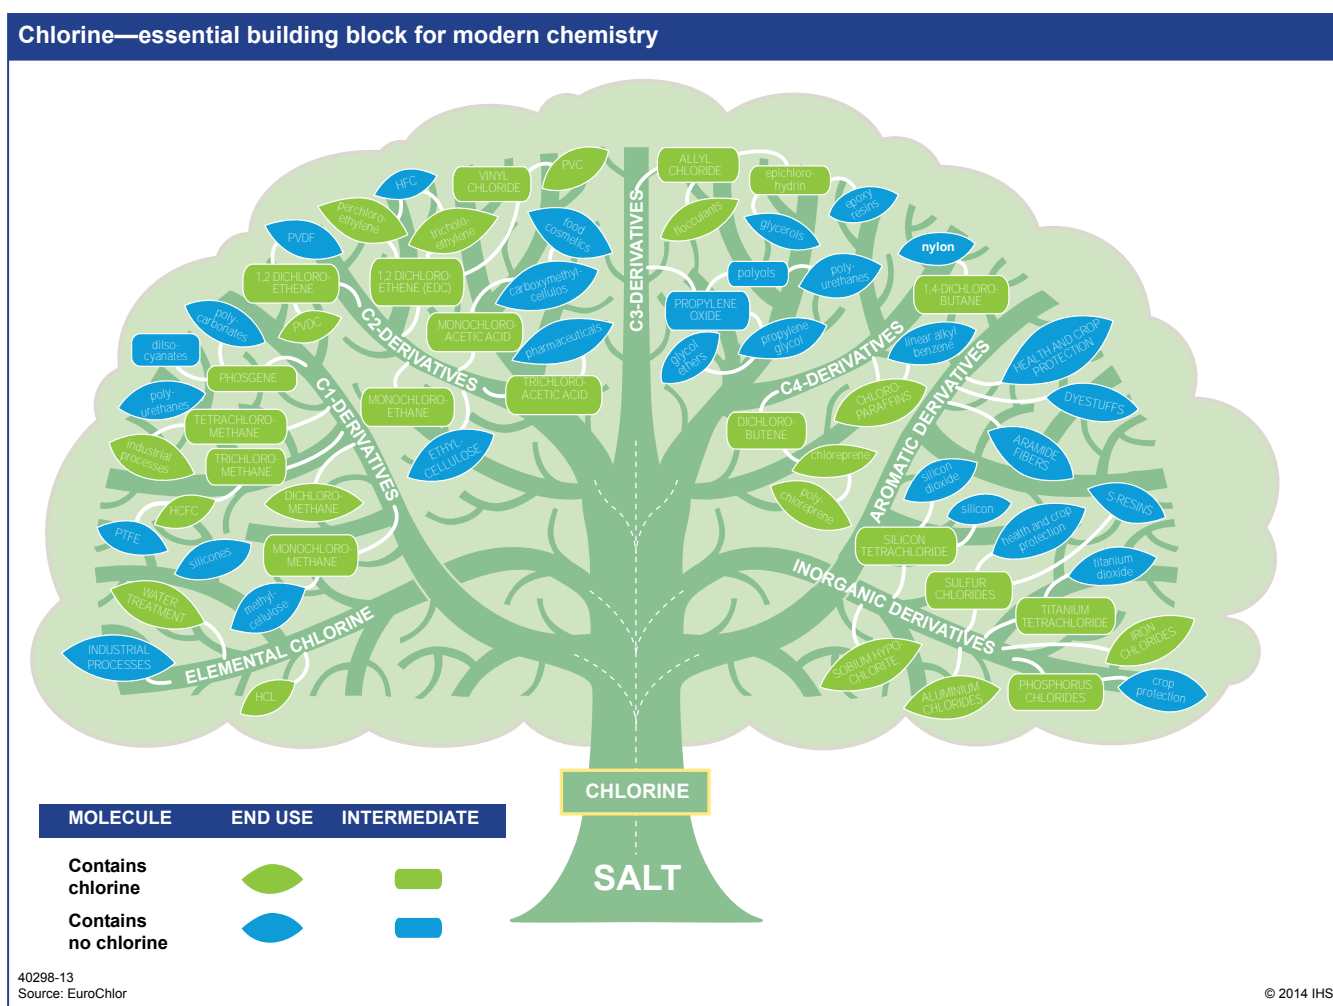 Chlorine—essential building block for modern chemistry
PVC
ALLYL
CHLORIDE
VINYL
CHLORIDE
HFC
epichloro-
hydrin
epoxy
resins
perchloro-
ethylene
tricholo-
ethylene
food
cosmetics
flocculants
glycerols
PVDF
nylon
1,2 DICHLORO-
ETHENE
1,2 DICHLORO-
ETHENE (EDC)
carboxymethyl-
cellulos
C3-DERIVATIVES
polyols
poly-
urethanes
1,4-DICHLORO-
BUTANE
poly-
carbonates
PVDC
C2-DERIVATIVES
MONOCHLORO-
ACETIC ACID
pharmaceuticals
PROPYLENE
OXIDE
propylene
glycol
glycol
ethers
linear alkyl
benzene
HEALTH AND CROP
PROTECTION
diiso-
cyanates
PHOSGENE
C1-DERIVATIVES
TRICHLORO-
ACETIC ACID
C4-DERIVATIVES
CHLORO-
PARAFFINS
AROMATIC DERIVATIVES
DYESTUFFS
poly-
urethanes
MONOCHLORO-
ETHANE
TETRACHLORO-
METHANE
DICHLORO-
BUTENE
industrial
processes
TRICHLORO-
METHANE
ETHYL-
CELLULOSE
chloreprene
ARAMIDE
FIBERS
silicon
dioxide
poly-
chloreprene
DICHLORO-
METHANE
HCFC
silicon
S-RESINS
PTFE
silicones
MONOCHLORO-
METHANE
SILICON
TETRACHLORIDE
health and crop
protection
titanium
dioxide
WATER
TREATMENT
methyl-
cellulose
INORGANIC DERIVATIVES
SULFUR
CHLORIDES
TITANIUM
TETRACHLORIDE
IRON
CHLORIDES
INDUSTRIAL
PROCESSES
ELEMENTAL CHLORINE
HCL
SOBIUM HYPO-
CHLORITE
ALUMINIUM
CHLORIDES
PHOSPHORUS
CHLORIDES
crop
protection
CHLORINE
SALT
MOLECULE END USE INTERMEDIATE
Contains
chlorine
Contains
no chlorine
40298-13
Source: EuroChlor
© 2014 IHS